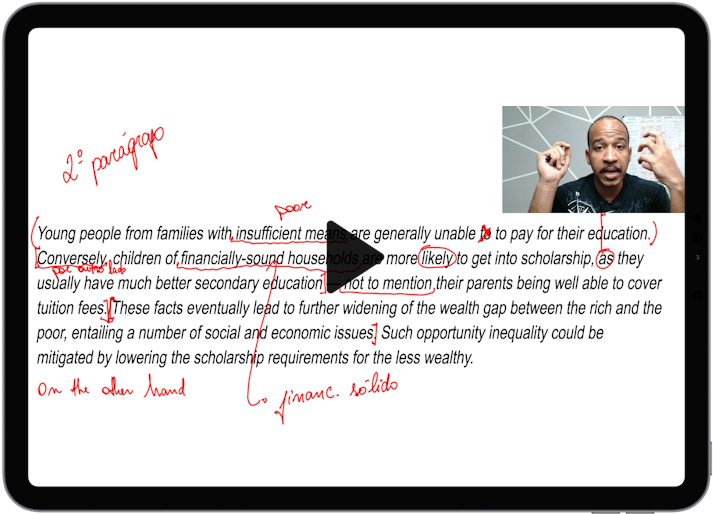 2º parágrafo
poor
Young people from families with insufficient means are generally unable to to pay for their education.
Conversely, children of financially-sound households are more likely to get into scholarship, as they
por outro lado
usually have much better secondary education - not to mention their parents being well able to cover
tuition fees. These facts eventually lead to further widening of the wealth gap between the rich and the
poor, entailing a number of social and economic issues. Such opportunity inequality could be
mitigated by lowering the scholarship requirements for the less wealthy.
On the other hand
financ. sólido